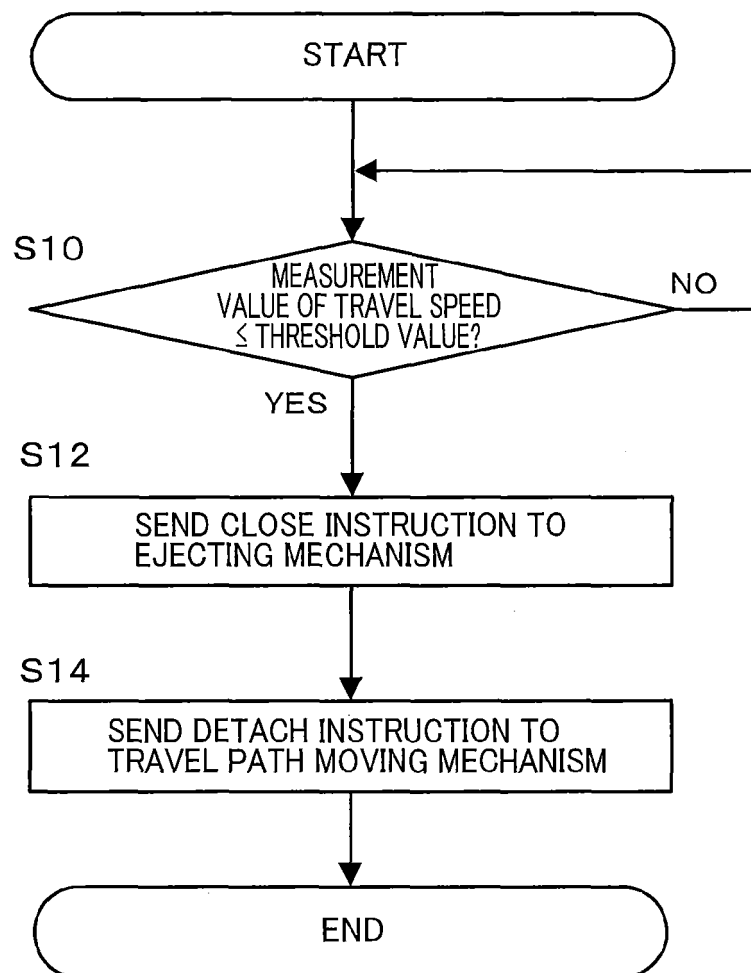 START
S10
MEASUREMENT
VALUE OF TRAVEL SPEED
≦ THRESHOLD VALUE?
NO
YES
S12
SEND CLOSE INSTRUCTION TO
EJECTING MECHANISM
S14
SEND DETACH INSTRUCTION TO
TRAVEL PATH MOVING MECHANISM
END